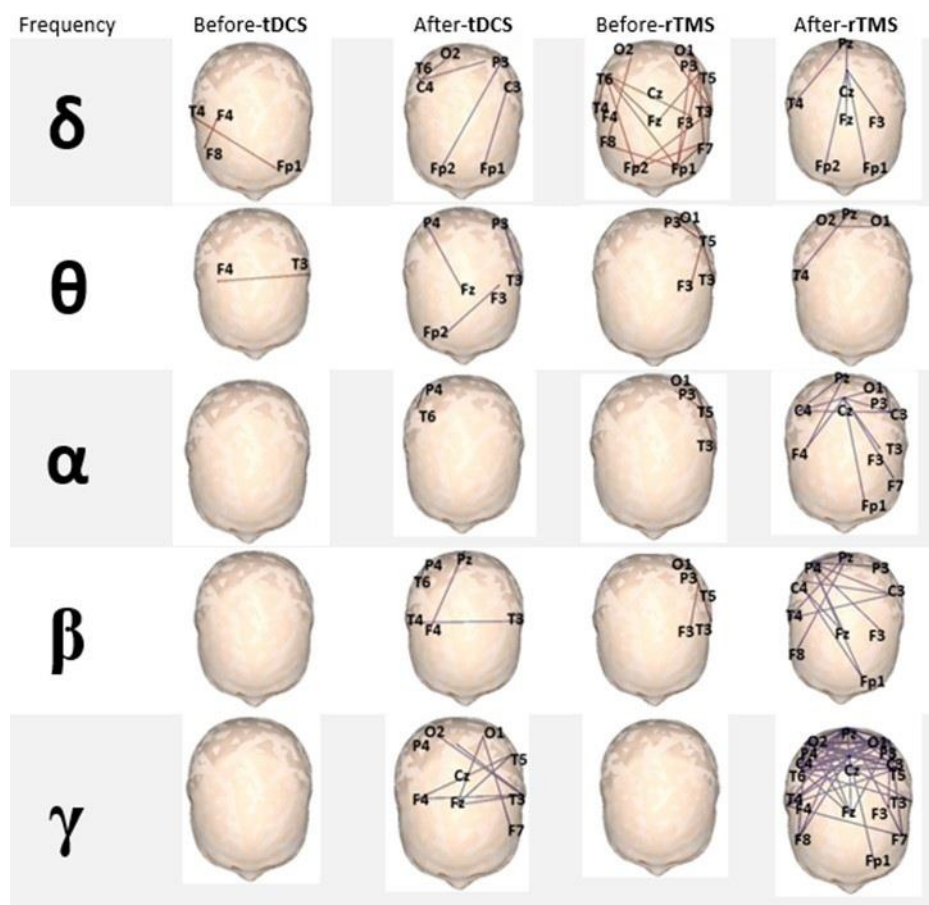 Frequency Before-tDCS After-tDCS Before-rTMS After-rTMS
δ
T4 F4
F8 Fp1
O2
T6 P3
C4 C3
Fp2 Fp1
O2 O1
P3
T6 T5
Cz
T4 T3
F4 Fz F3
F8 F7
Fp2 Fp1
Pz
Cz
T4
Fz F3
Fp2 Fp1
θ
F4 T3
P4 P3
T3
Fz F3
Fp2
P3 O1
T5
F3 T3
O2 Pz O1
T4
α
P4
T6
O1
P3
T5
T3
Pz
O1
P3
C4 Cz C3
F4 F3 T3
F7
Fp1
β
P4 Pz
T6
T4 F4 T3
O1
P3
T5
F3 T3
P4 Pz P3
C4 C3
T4
Fz F3
F8
Fp1
γ
O2 O1
P4
T5
Cz
F4 Fz T3
F7
Pz
O2 O1
P4 P3
C4 C3
T6 Cz T5
T4 T3
F4 Fz F3
F8 F7
Fp1